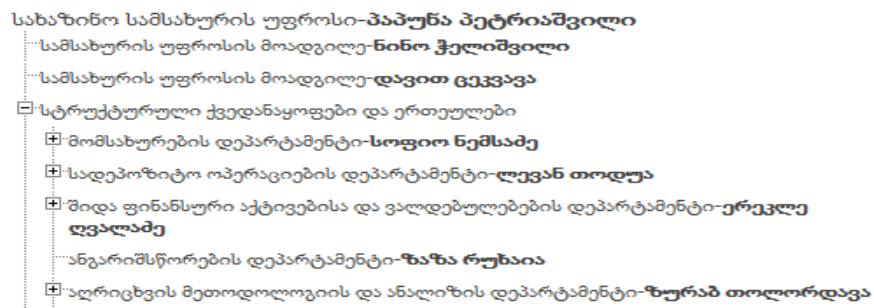 სახაზინო სამსახურის უფროსი-პაპუნა პეტრიაშვილი
სამსახურის უფროსის მოადგილე-ნინო ჭელიშვილი
სამსახურის უფროსის მოადგილე-დავით ცეკვავა
სტრუქტურული ქვედანაყოფები და ერთეულები
მომსახურების დეპარტამენტი-სოფიო ნემსაძე
სადეპოზიტო ოპერაციების დეპარტამენტი-ლევან თოდუა
შიდა ფინანსური აქტივებისა და ვალდებულებების დეპარტამენტი-ერეკლე
ღვალაძე
ანგარიშსწორების დეპარტამენტი-ზაზა რუხაია
აღრიცხვის მეთოდოლოგიის და ანალიზის დეპარტამენტი-ზურაბ თოლორდავა